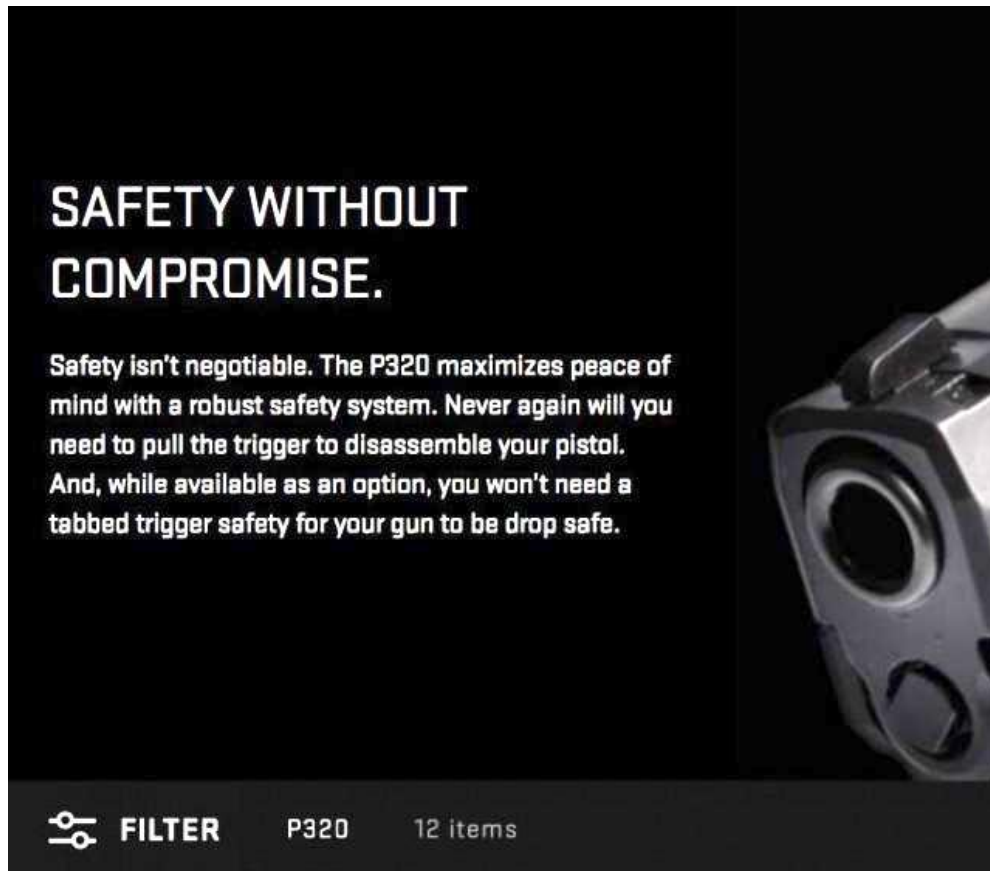 SAFETY WITHOUT
COMPROMISE.
Safety isn't negotiable. The P320 maximizes peace of
mind with a robust safety system. Never again will you
need to pull the trigger to disassemble your pistol.
And, while available as an option, you won't need a
tabbed trigger safety for your gun to be drop safe.
FILTER P320 12 items